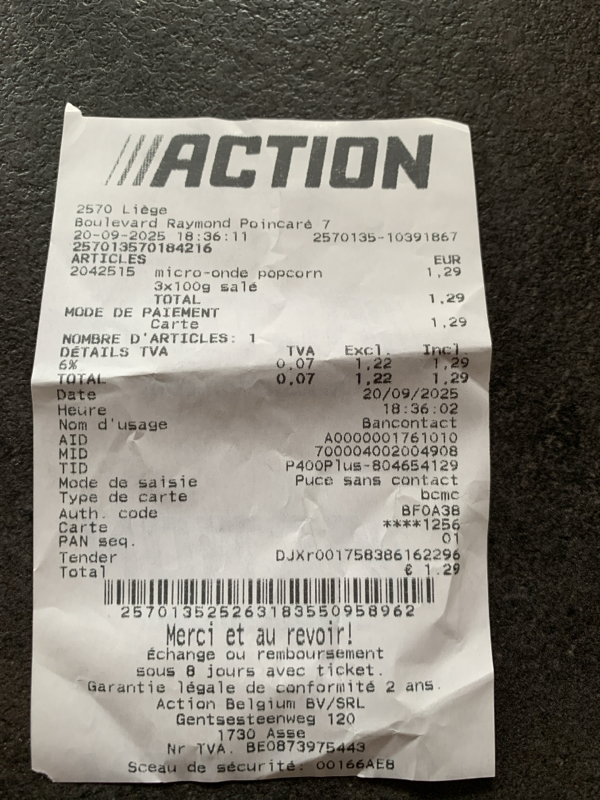 ACTION
2570 Liège
Boulevard Raymond Poincaré 7
20-09-2025 18:36:11 2570135-10391867
257013570184216
ARTICLES EUR
2042515 micro-onde popcorn 1,29
3x100g salé
TOTAL 1,29
MODE DE PAIEMENT
Carte 1,29
NOMBRE D'ARTICLES: 1
DÉTAILS TVA TVA Excl. Incl.
6% 0,07 1,22 1,29
TOTAL 0,07 1,22 1,29
Date 20/09/2025
Heure 18:36:02
Nom d'usage Bancontact
AID A0000001761010
MID 700004002004908
TID P400Plus-804654129
Mode de saisie Puce sans contact
Type de carte bcmc
Auth. code BF0A38
Carte ****1256
PAN seq. 01
Tender DJXr001758386162296
Total € 1.29
257013525263183550958962
Merci et au revoir!
Échange ou remboursement
sous 8 jours avec ticket.
Garantie légale de conformité 2 ans.
Action Belgium BV/SRL
Gentsesteenweg 120
1730 Asse
Nr TVA. BE0873975443
Sceau de sécurité: 00166AE8